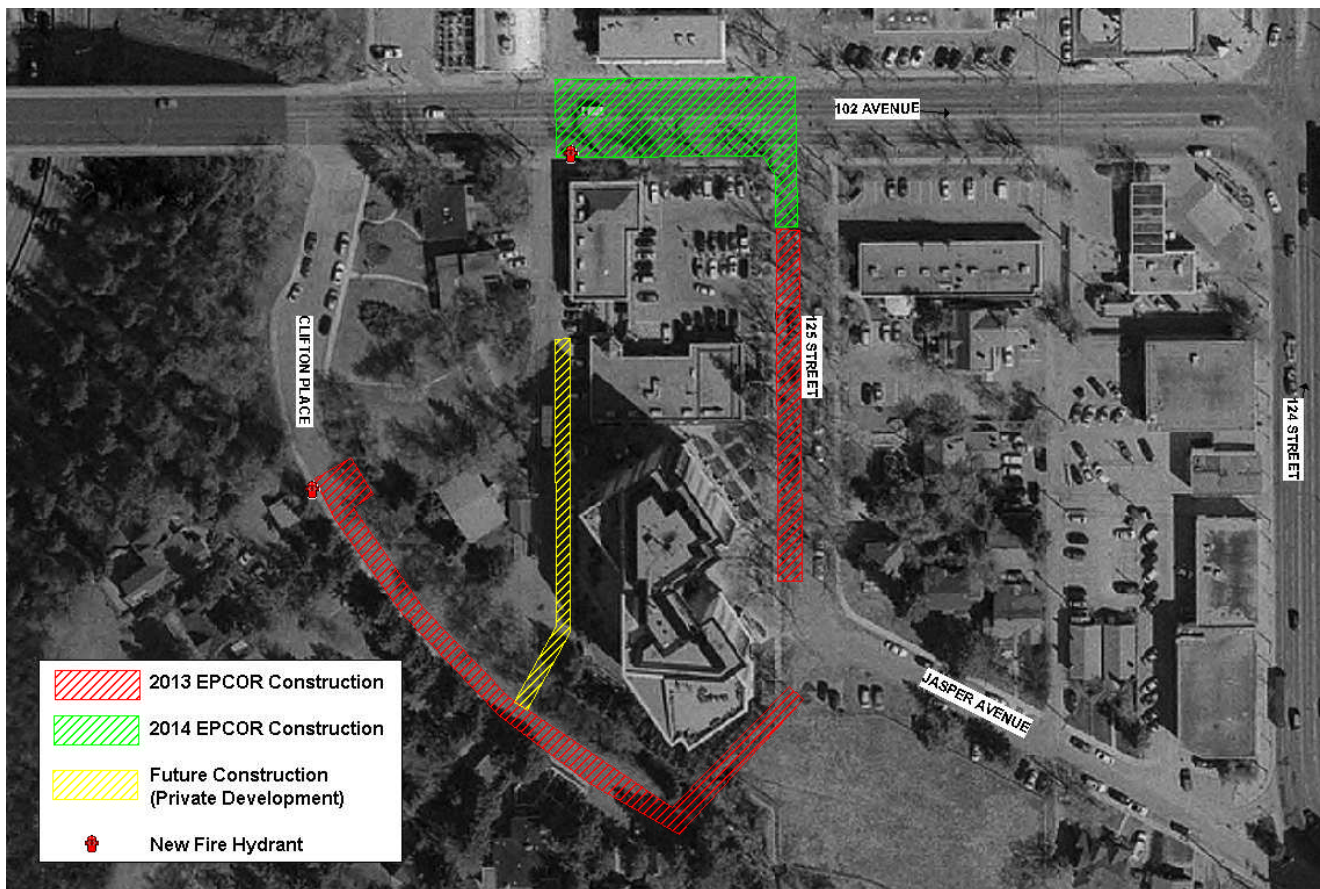 102 AVENUE
CLIFTON PLACE
125 STREET
124 STREET
JASPER AVENUE
2013 EPCOR Construction
2014 EPCOR Construction
Future Construction
(Private Development)
New Fire Hydrant